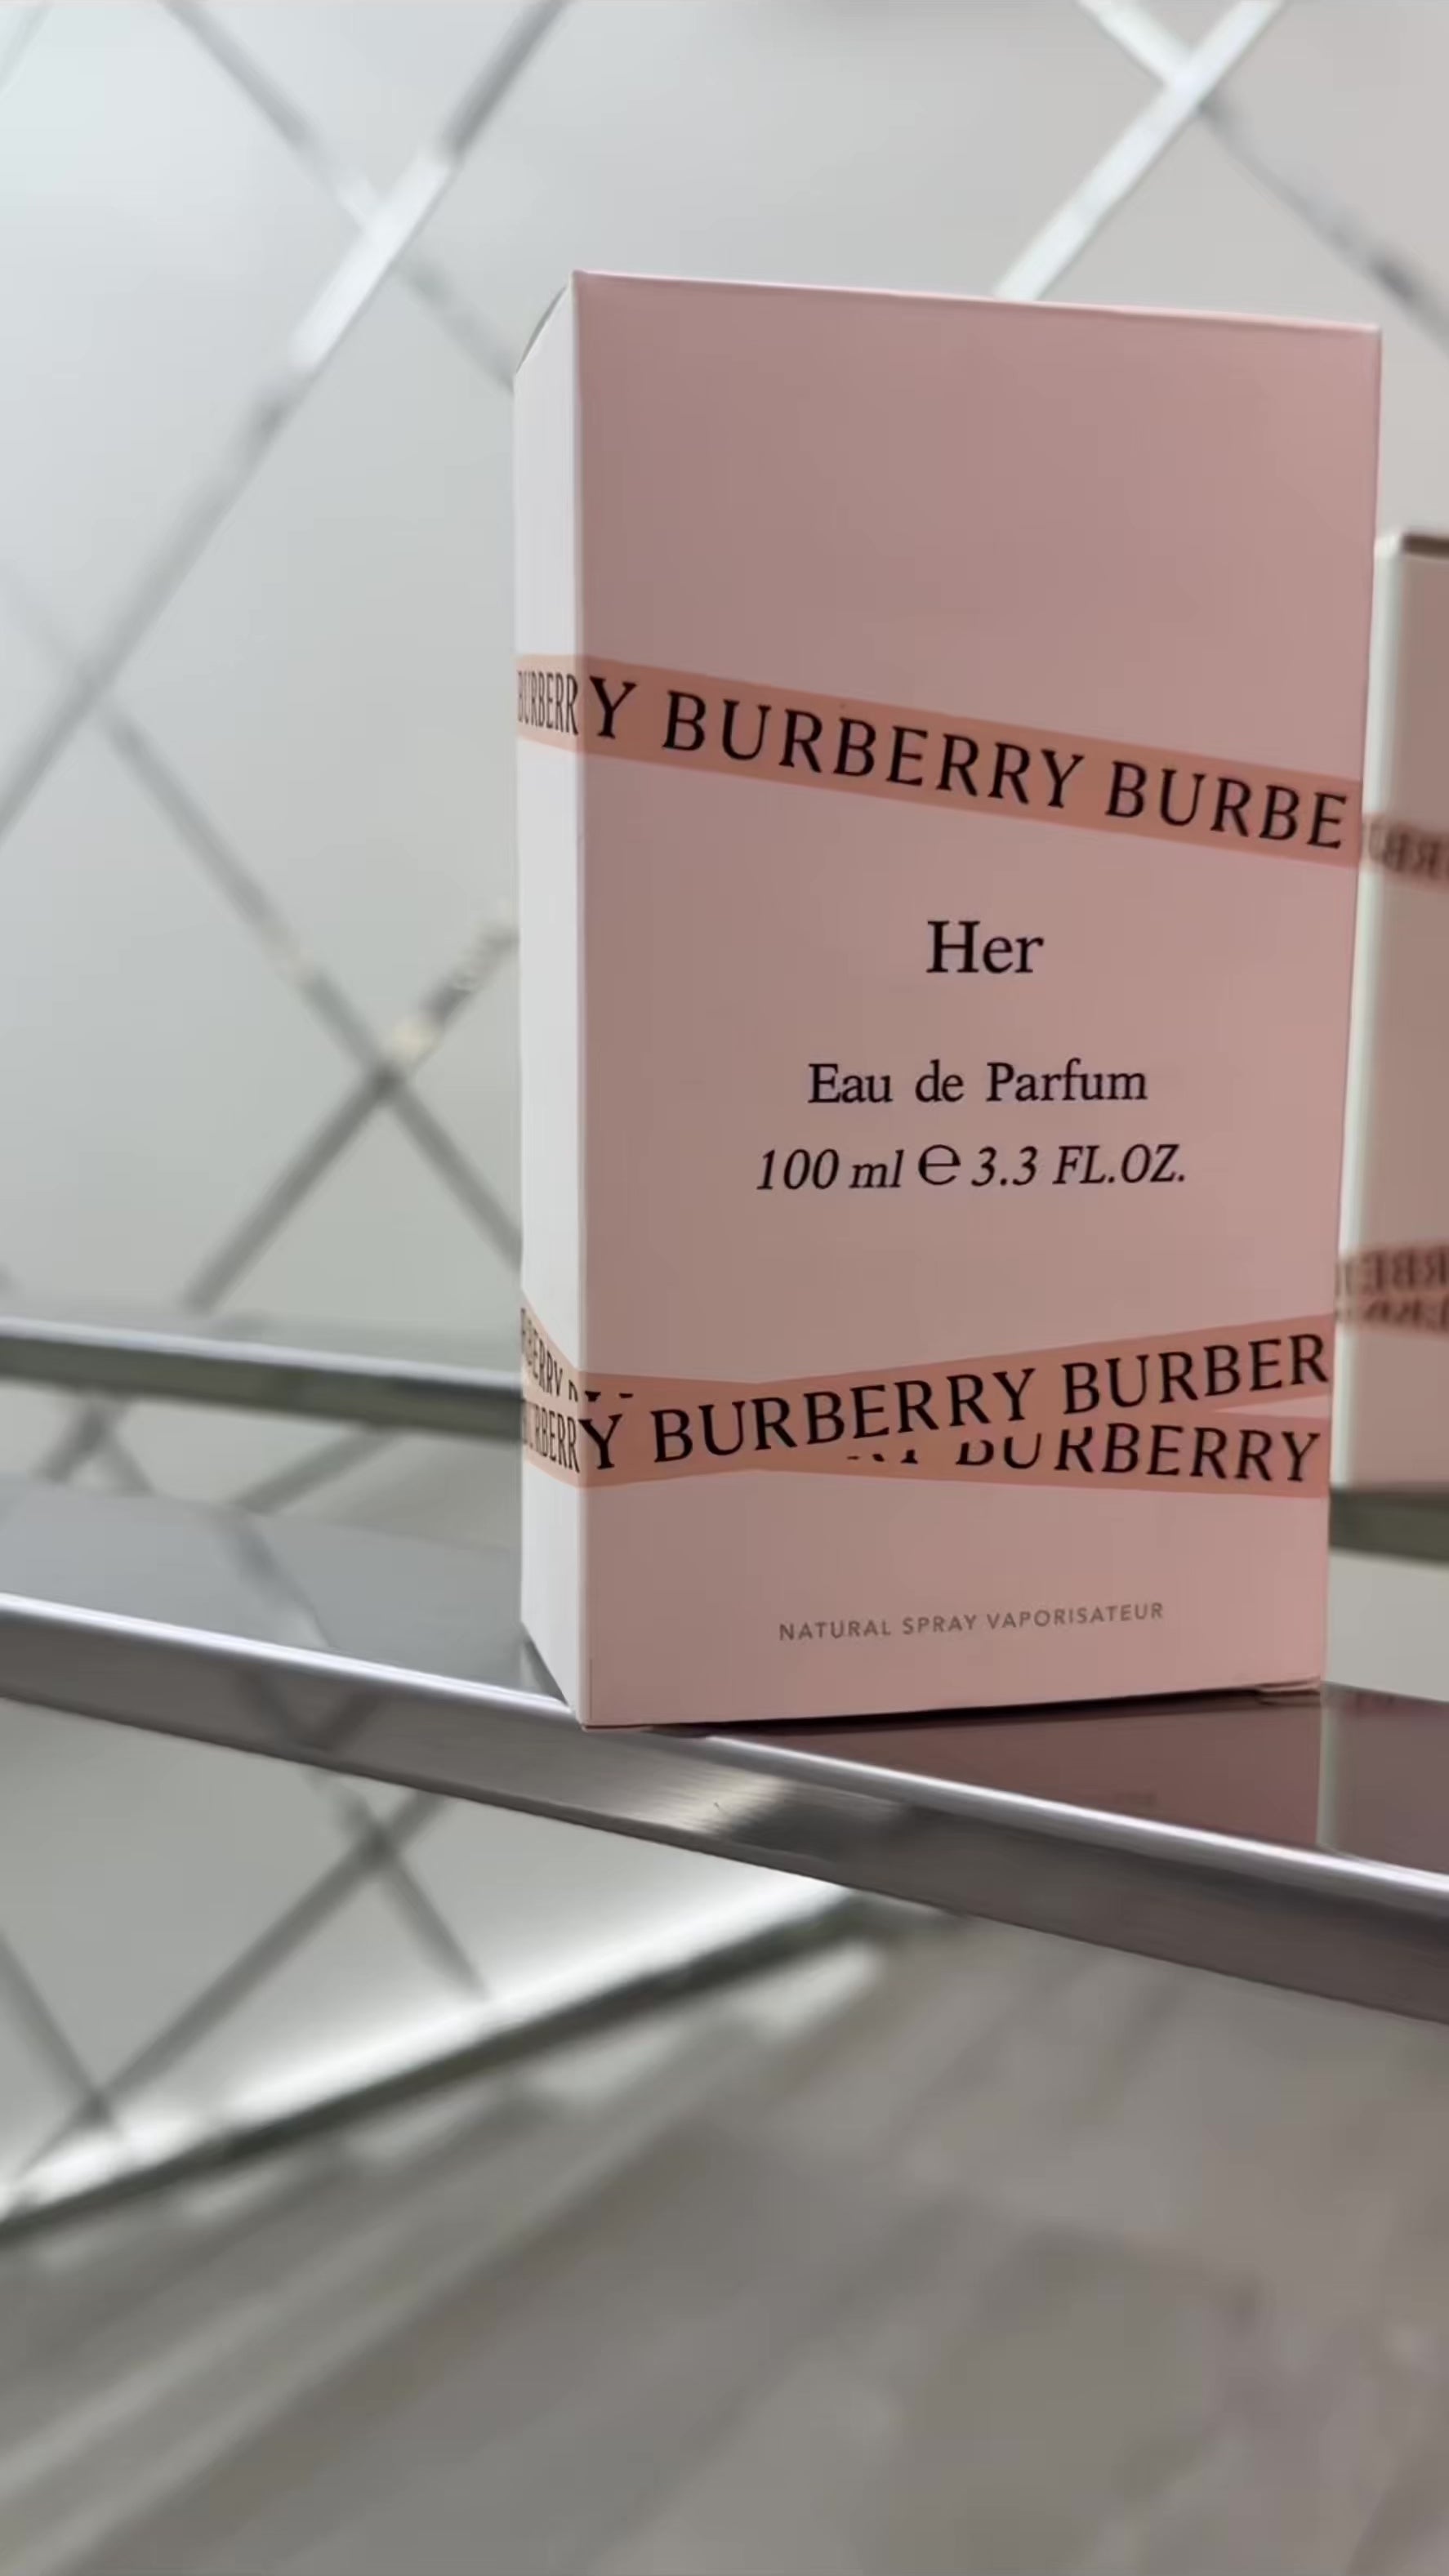 BURBERRY BURBERRY BURBE
Her
Eau de Parfum
100 ml ℮ 3.3 FL.OZ.
BURBERRY BURBERRY BURBER
BURBERRY
NATURAL SPRAY VAPORISATEUR